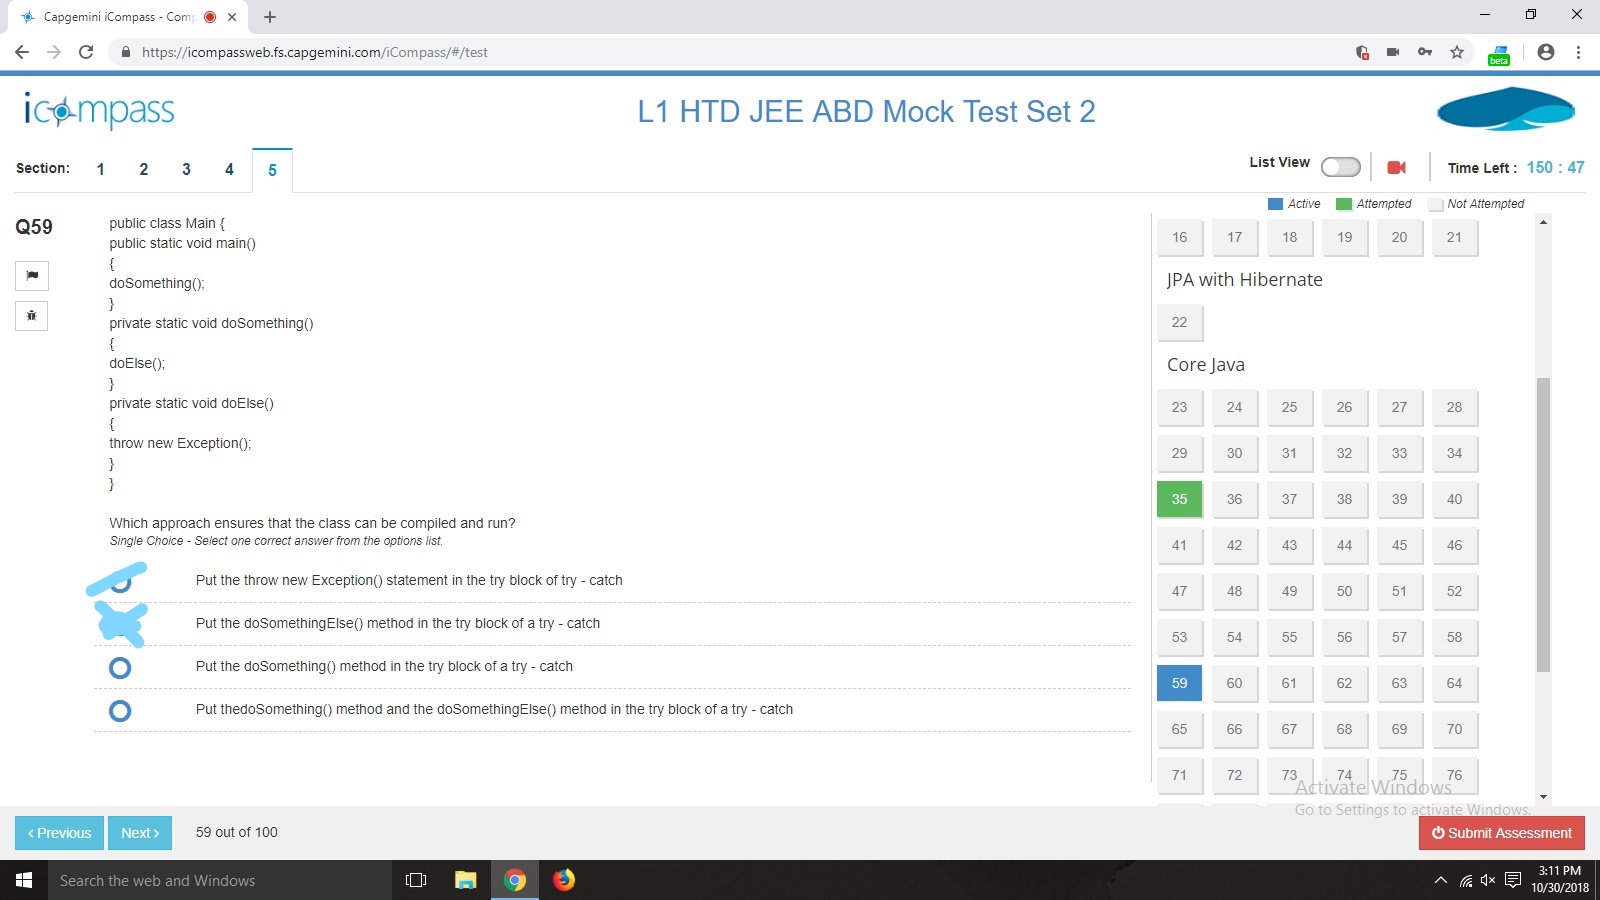 Capgemini iCompass - Comp
https://icompassweb.fs.capgemini.com/iCompass/#/test
beta
icompass
L1 HTD JEE ABD Mock Test Set 2
Section: 1 2 3 4 5
List View
Time Left : 150 : 47
Active Attempted Not Attempted
Q59
public class Main {
public static void main()
{
doSomething();
}
private static void doSomething()
{
doElse();
}
private static void doElse()
{
throw new Exception();
}
}
Which approach ensures that the class can be compiled and run?
Single Choice - Select one correct answer from the options list.
Put the throw new Exception() statement in the try block of try - catch
Put the doSomethingElse() method in the try block of a try - catch
Put the doSomething() method in the try block of a try - catch
Put thedoSomething() method and the doSomethingElse() method in the try block of a try - catch
16 17 18 19 20 21
JPA with Hibernate
22
Core Java
23 24 25 26 27 28
29 30 31 32 33 34
35 36 37 38 39 40
41 42 43 44 45 46
47 48 49 50 51 52
53 54 55 56 57 58
59 60 61 62 63 64
65 66 67 68 69 70
71 72 73 74 75 76
Activate Windows
Go to Settings to activate Windows.
‹ Previous
Next ›
59 out of 100
Submit Assessment
Search the web and Windows
3:11 PM
10/30/2018